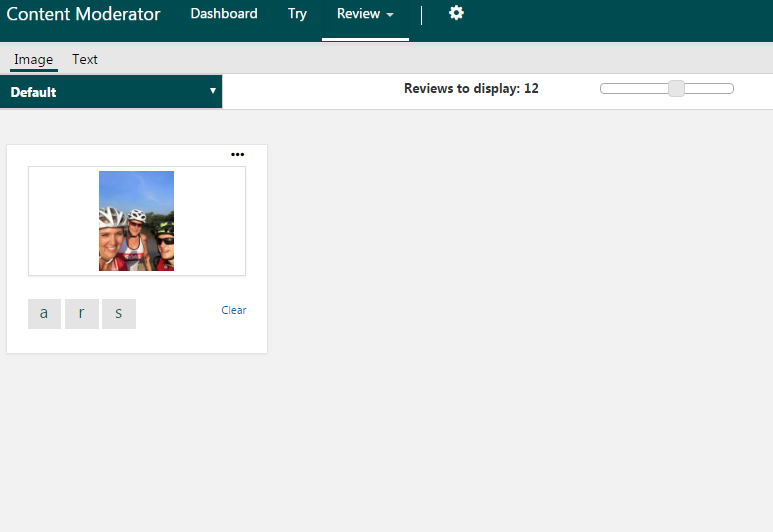 Content Moderator Dashboard Try Review
Image Text
Default Reviews to display: 12
•••
a r s Clear